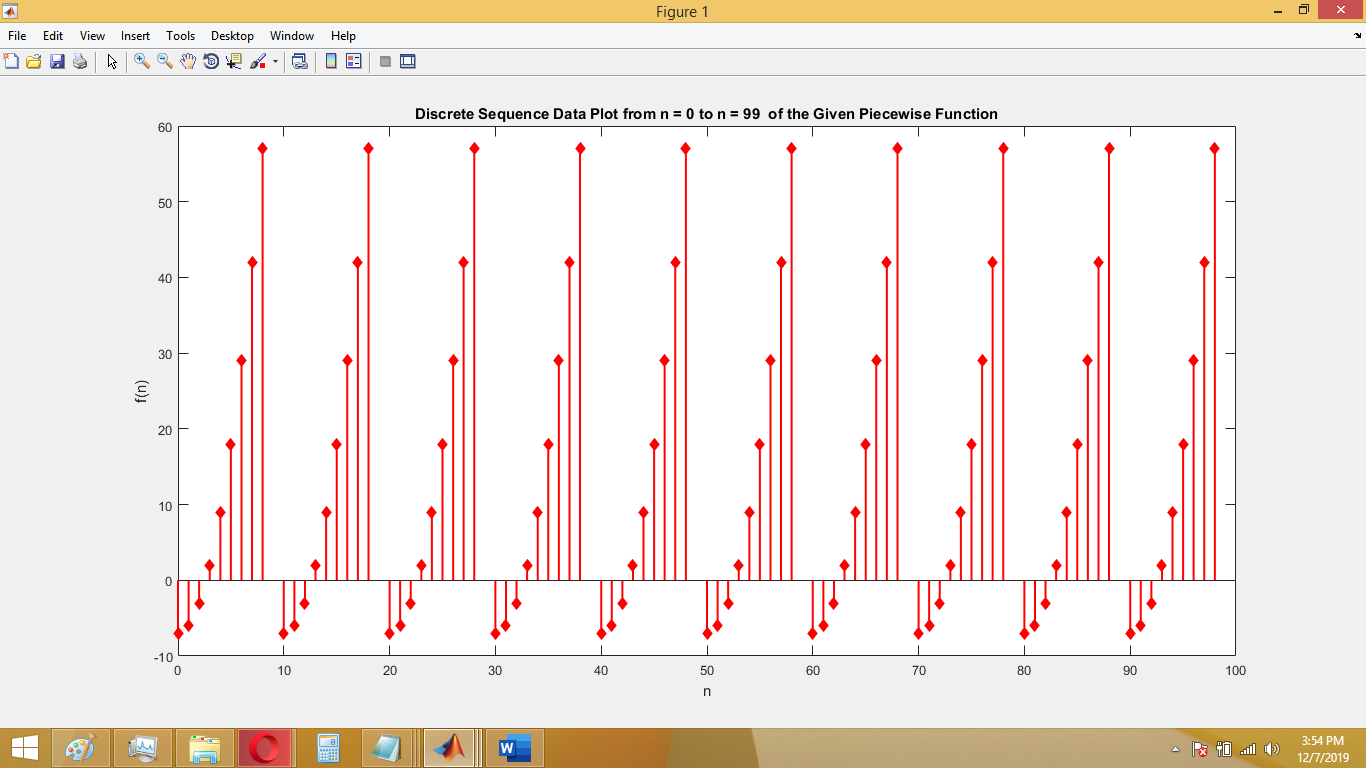 Figure 1
File Edit View Insert Tools Desktop Window Help
Discrete Sequence Data Plot from n = 0 to n = 99  of the Given Piecewise Function
60
50
40
30
20
10
0
-10
f(n)
0 10 20 30 40 50 60 70 80 90 100
n
3:54 PM
12/7/2019